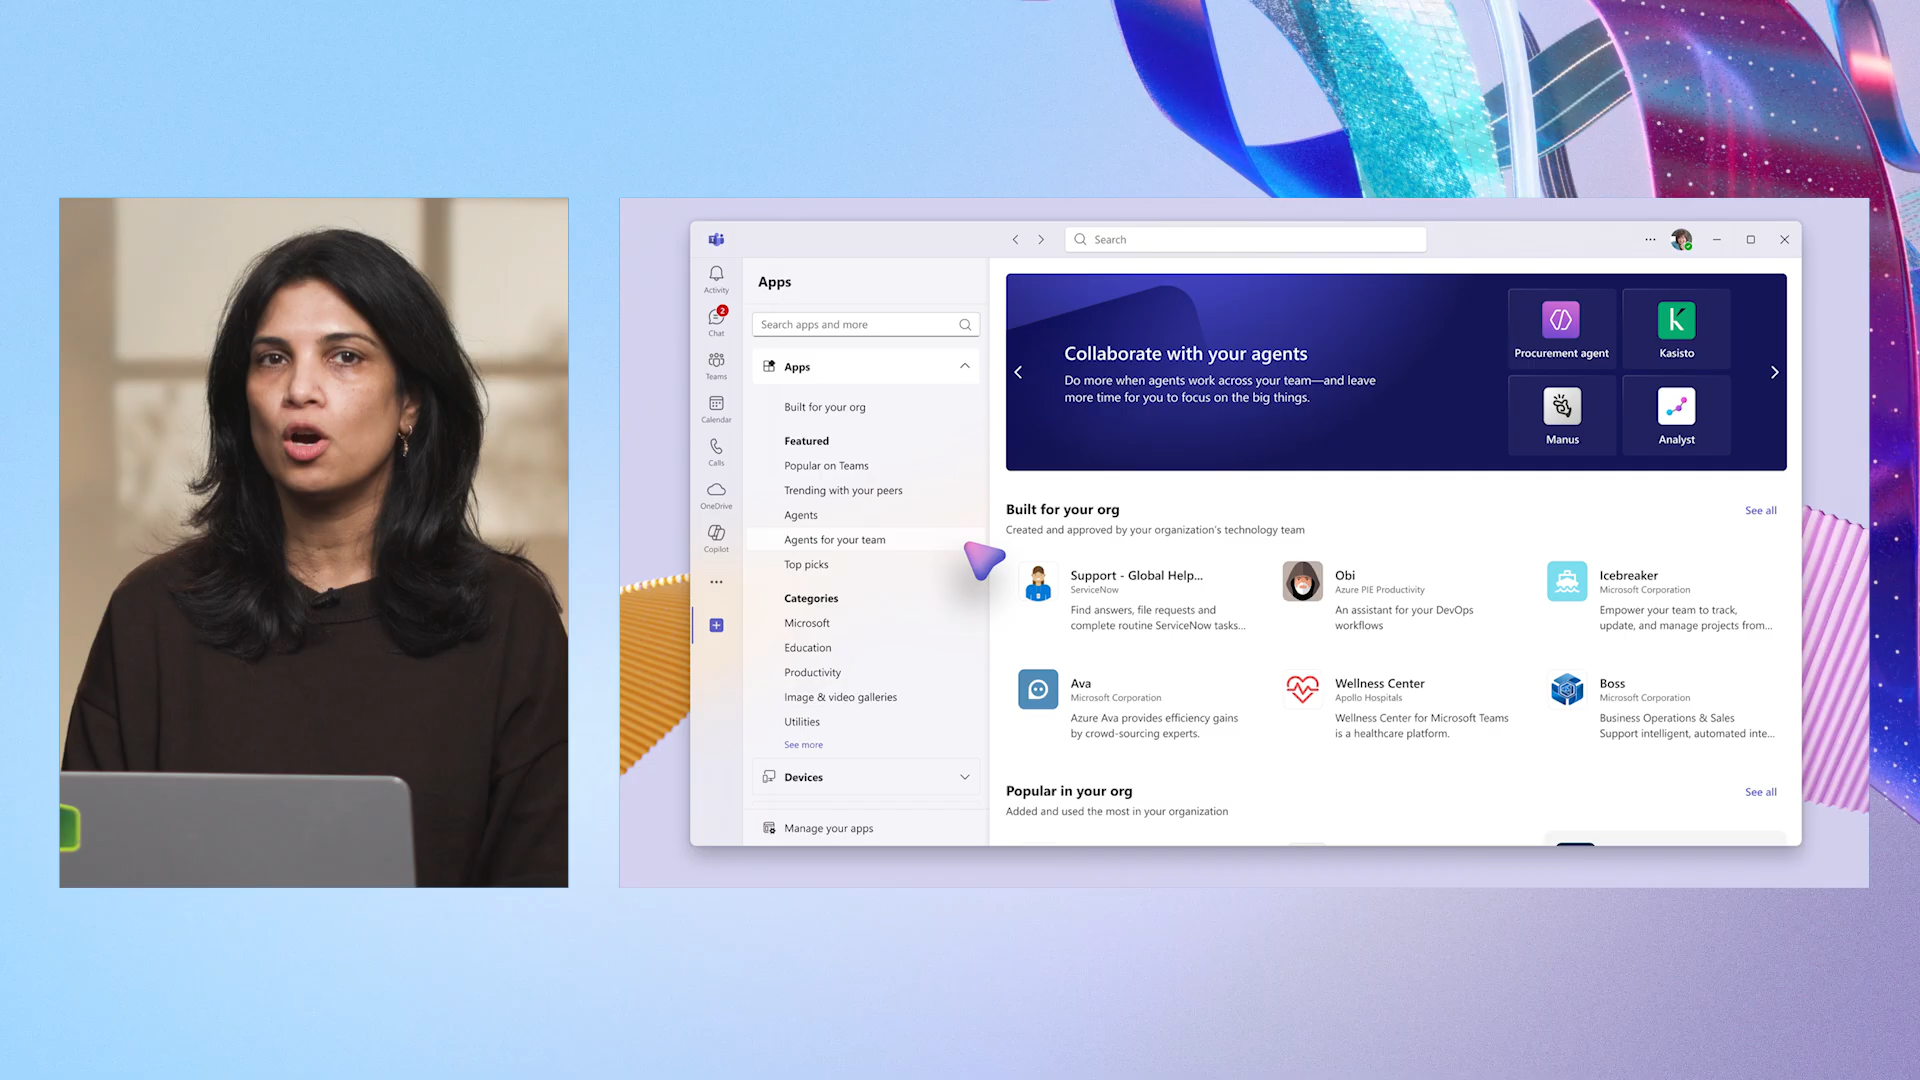 Search
Activity
2
Chat
Teams
Calendar
Calls
OneDrive
Copilot
Apps
Search apps and more
Apps
Built for your org
Featured
Popular on Teams
Trending with your peers
Agents
Agents for your team
Top picks
Categories
Microsoft
Education
Productivity
Image & video galleries
Utilities
See more
Devices
Manage your apps
Collaborate with your agents
Do more when agents work across your team—and leave
more time for you to focus on the big things.
Procurement agent
K
Kasisto
Manus
Analyst
Built for your org
See all
Created and approved by your organization's technology team
Support - Global Help...
ServiceNow
Find answers, file requests and
complete routine ServiceNow tasks...
Obi
Azure PIE Productivity
An assistant for your DevOps
workflows
Icebreaker
Microsoft Corporation
Empower your team to track,
update, and manage projects from...
Ava
Microsoft Corporation
Azure Ava provides efficiency gains
by crowd-sourcing experts.
Wellness Center
Apollo Hospitals
Wellness Center for Microsoft Teams
is a healthcare platform.
Boss
Microsoft Corporation
Business Operations & Sales
Support intelligent, automated inte...
Popular in your org
See all
Added and used the most in your organization